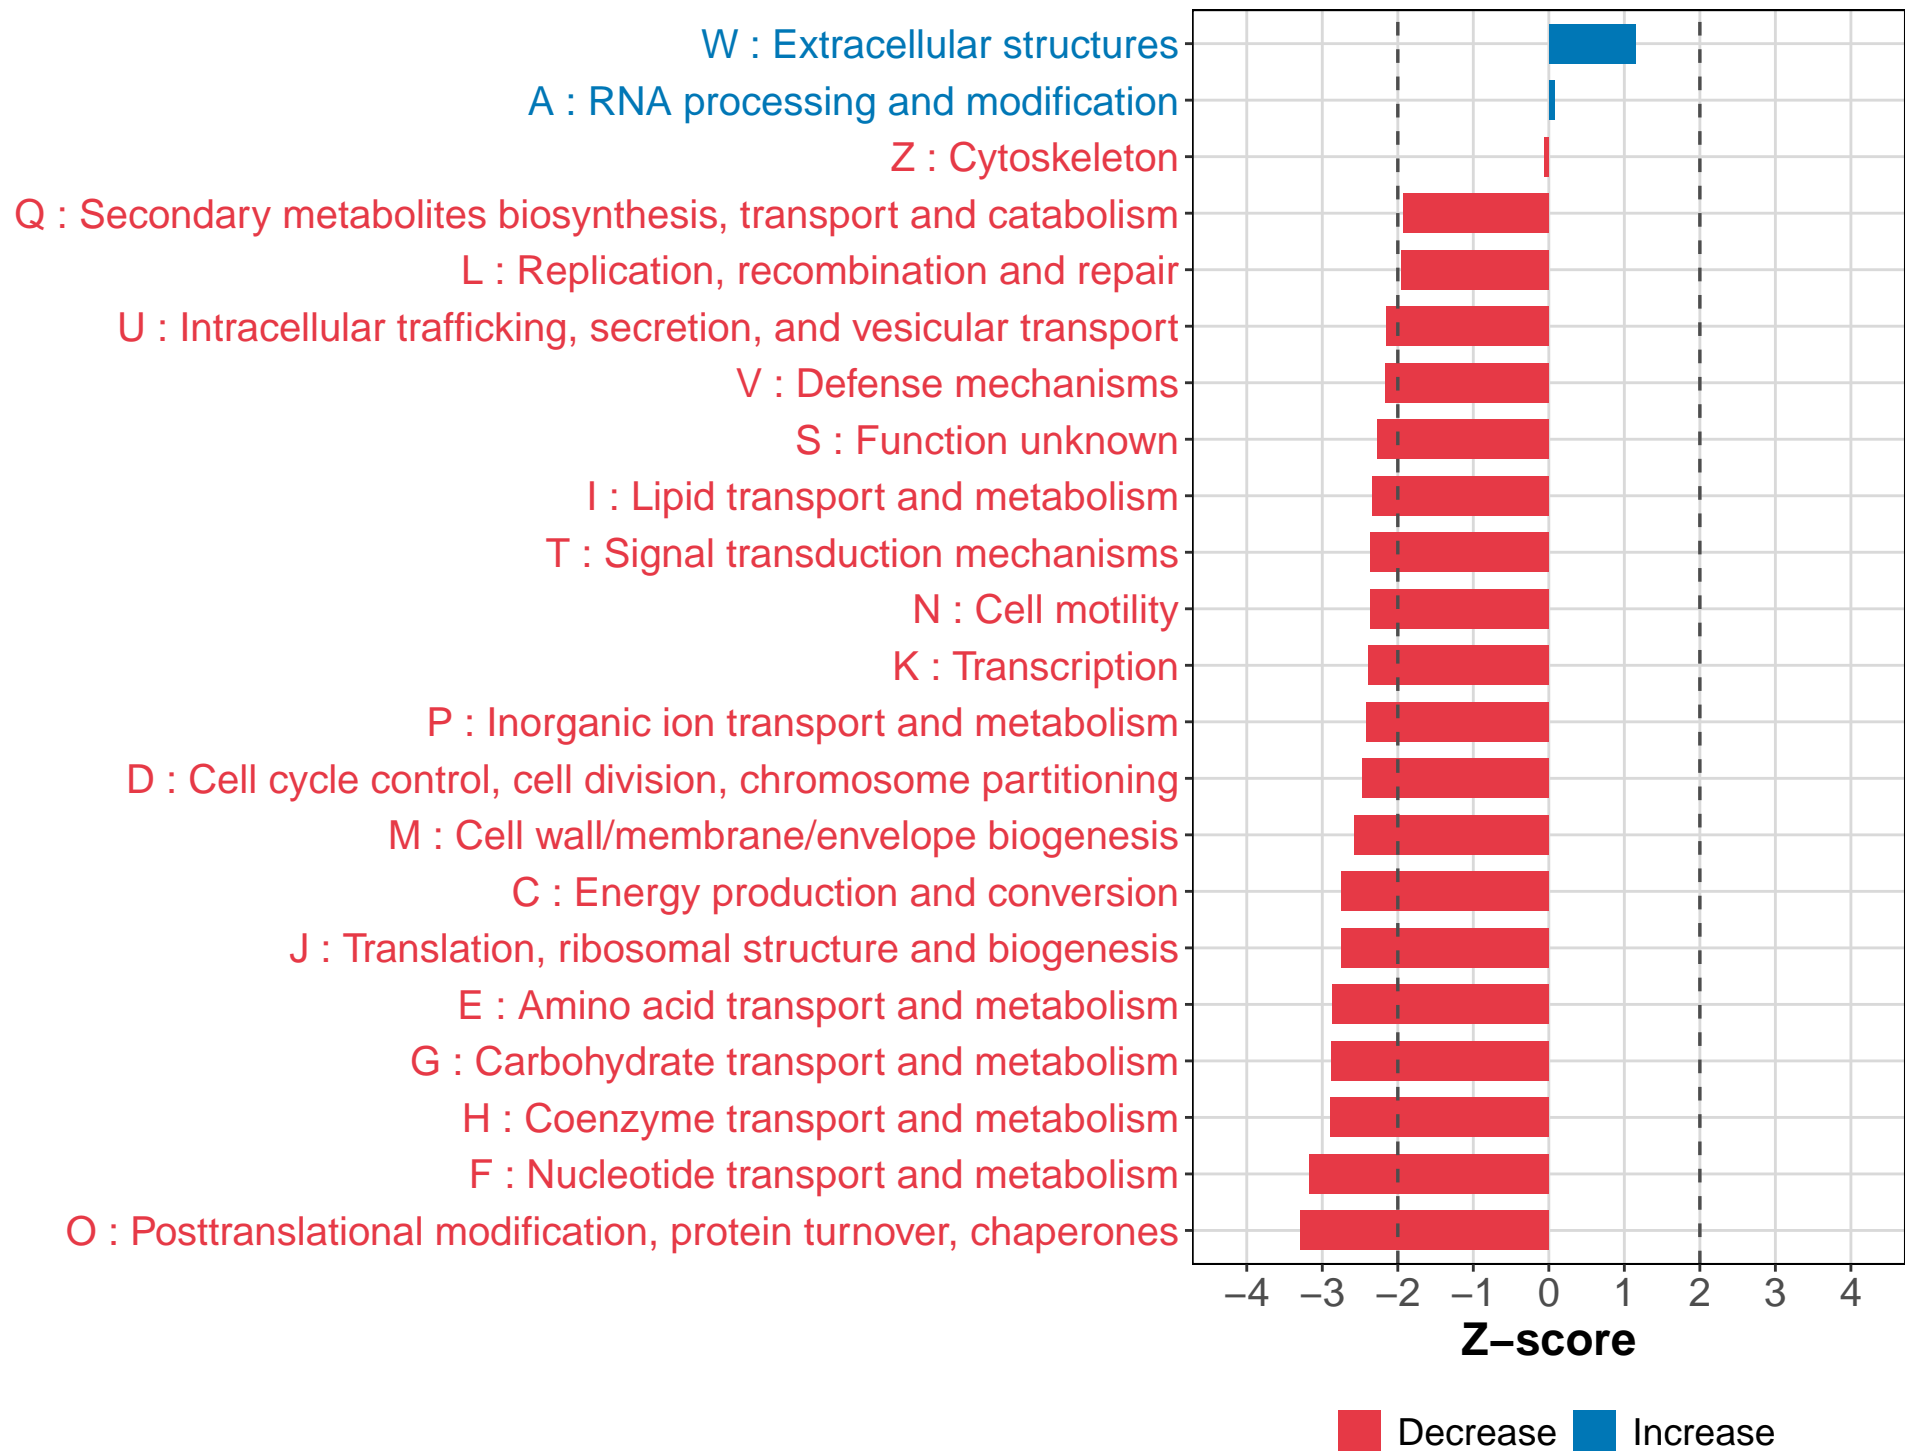 W : Extracellular structures
A : RNA processing and modification
Z : Cytoskeleton
Q : Secondary metabolites biosynthesis, transport and catabolism
L : Replication, recombination and repair
U : Intracellular trafficking, secretion, and vesicular transport
V : Defense mechanisms
S : Function unknown
I : Lipid transport and metabolism
T : Signal transduction mechanisms
N : Cell motility
K : Transcription
P : Inorganic ion transport and metabolism
D : Cell cycle control, cell division, chromosome partitioning
M : Cell wall/membrane/envelope biogenesis
C : Energy production and conversion
J : Translation, ribosomal structure and biogenesis
E : Amino acid transport and metabolism
G : Carbohydrate transport and metabolism
H : Coenzyme transport and metabolism
F : Nucleotide transport and metabolism
O : Posttranslational modification, protein turnover, chaperones
−4 −3 −2 −1 0 1 2 3 4
Z−score
Decrease Increase